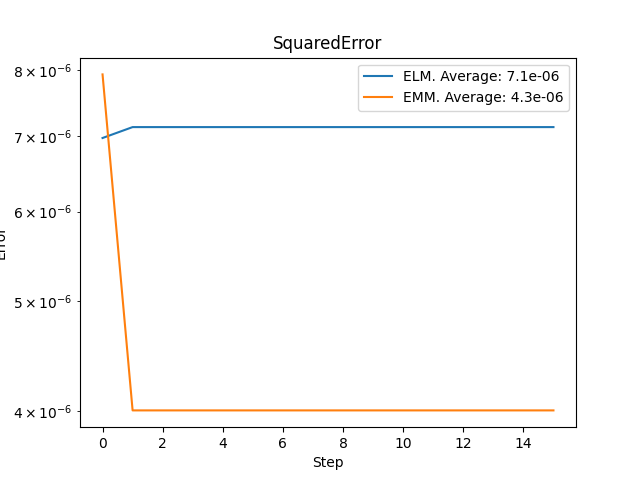 SquaredError
ELM. Average: 7.1e-06
EMM. Average: 4.3e-06
8 × 10⁻⁶
7 × 10⁻⁶
6 × 10⁻⁶
5 × 10⁻⁶
4 × 10⁻⁶
Error
0 2 4 6 8 10 12 14
Step